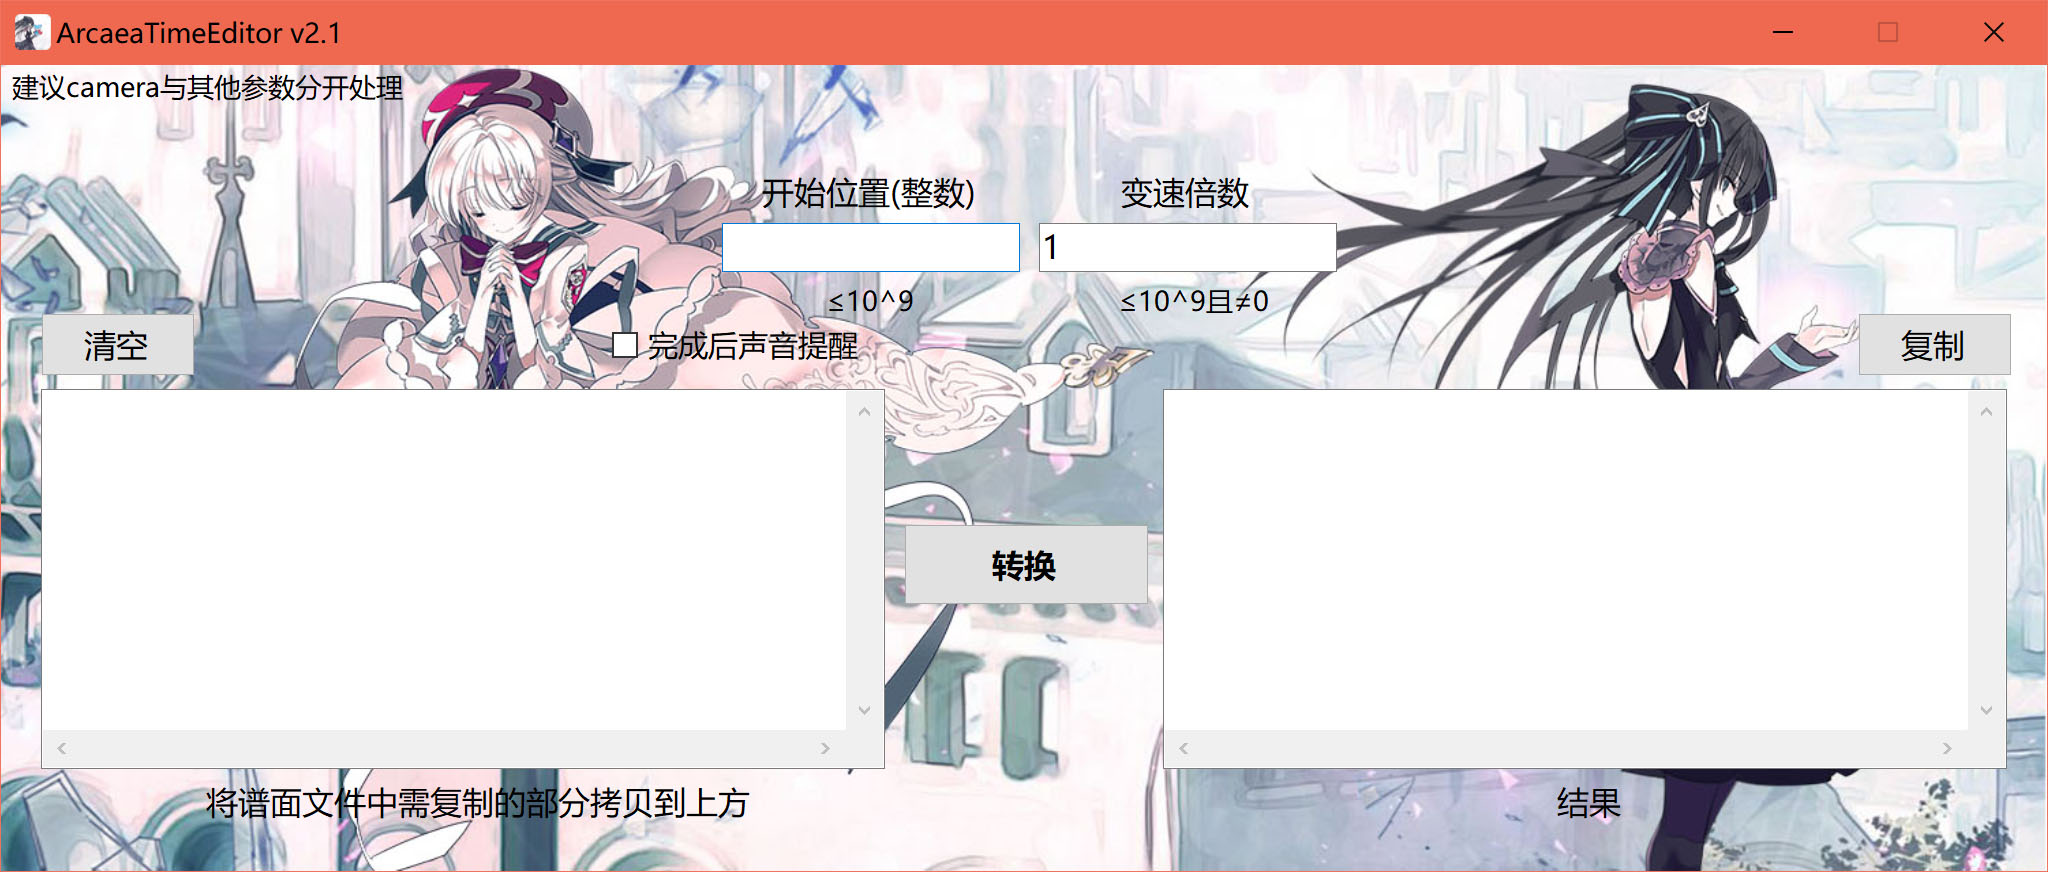 ArcaeaTimeEditor v2.1
建议camera与其他参数分开处理
开始位置(整数)
变速倍数
1
≤10^9
≤10^9且≠0
清空
完成后声音提醒
复制
转换
将谱面文件中需复制的部分拷贝到上方
结果